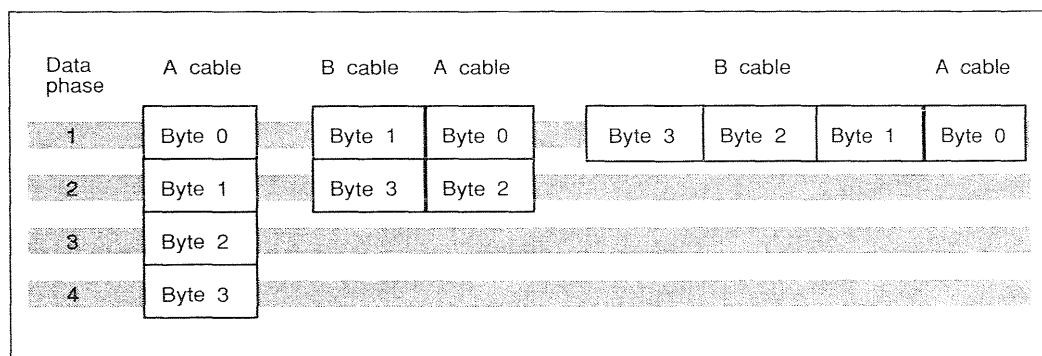 Data phase A cable B cable A cable B cable A cable
1 Byte 0 Byte 1 Byte 0 Byte 3 Byte 2 Byte 1 Byte 0
2 Byte 1 Byte 3 Byte 2
3 Byte 2
4 Byte 3